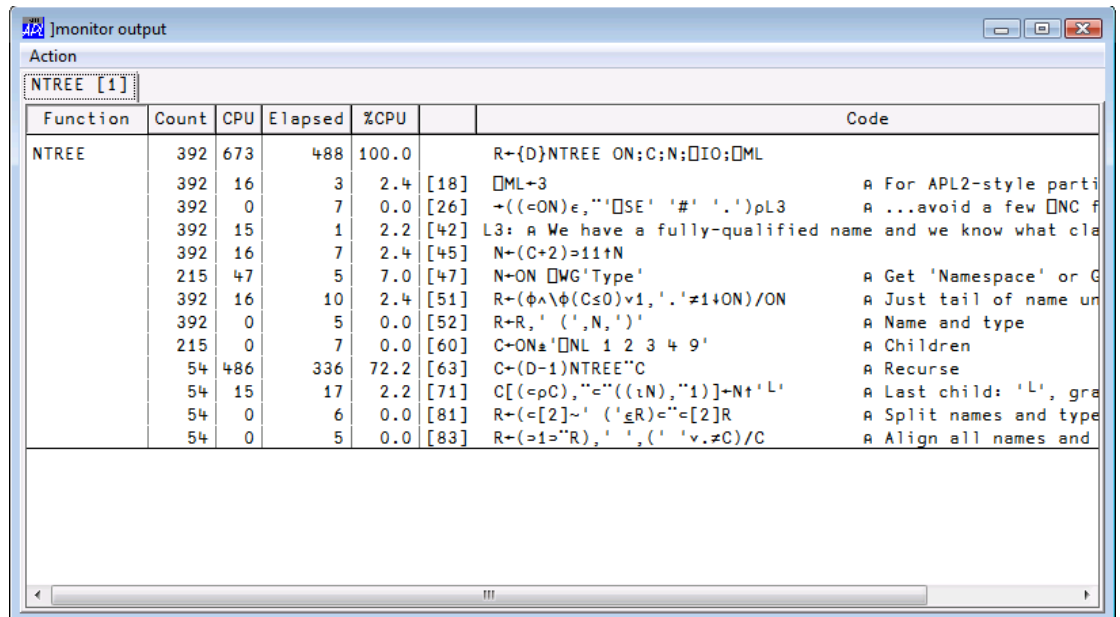 ]monitor output
Action
NTREE [1]
Function Count CPU Elapsed %CPU Code
NTREE 392 673 488 100.0 R←{D}NTREE ON;C;N;⎕IO;⎕ML
392 16 3 2.4 [18] ⎕ML←3 ⍝ For APL2-style parti
392 0 7 0.0 [26] →((⊂ON)∊,¨'⎕SE' '#' '.')⍴L3 ⍝ ...avoid a few ⎕NC f
392 15 1 2.2 [42] L3: ⍝ We have a fully-qualified name and we know what cla
392 16 7 2.4 [45] N←(C+2)⊃11↑N
215 47 5 7.0 [47] N←ON ⎕WG'Type' ⍝ Get 'Namespace' or G
392 16 10 2.4 [51] R←(⌽∧\⌽(C≤0)∨1,'.'≠1↓ON)/ON ⍝ Just tail of name un
392 0 5 0.0 [52] R←R,' (',N,')' ⍝ Name and type
215 0 7 0.0 [60] C←ON⍎'⎕NL 1 2 3 4 9' ⍝ Children
54 486 336 72.2 [63] C←(D-1)NTREE¨C ⍝ Recurse
54 15 17 2.2 [71] C[(⊂⍴C),¨⊂¨((⍳N),¨1)]←N↑'└' ⍝ Last child: '└', gra
54 0 6 0.0 [81] R←(⊂[2]~' ('⍷R)⊂¨⊂[2]R ⍝ Split names and type
54 0 5 0.0 [83] R←(⊃1⊃¨R),' ',(' '∨.≠C)/C ⍝ Align all names and